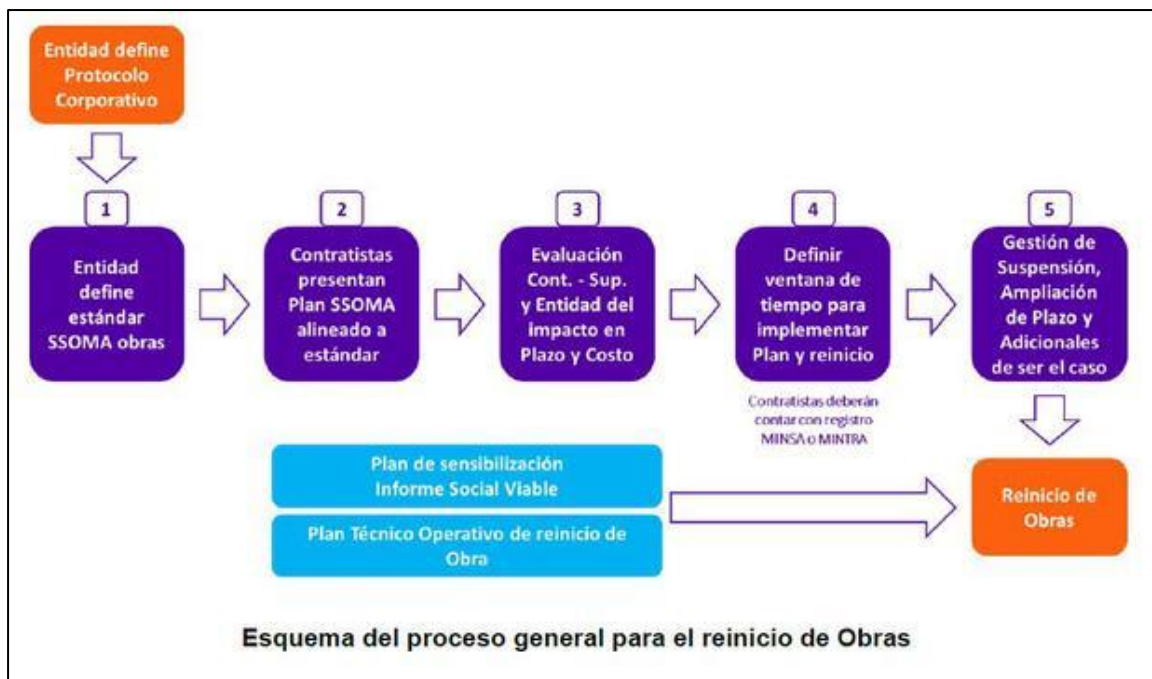 Entidad define
Protocolo
Corporativo
1
Entidad
define
estándar
SSOMA obras
2
Contratistas
presentan
Plan SSOMA
alineado a
estándar
3
Evaluación
Cont. - Sup.
y Entidad del
impacto en
Plazo y Costo
4
Definir
ventana de
tiempo para
implementar
Plan y reinicio
Contratistas deberán
contar con registro
MINSA o MINTRA
5
Gestión de
Suspensión,
Ampliación
de Plazo y
Adicionales
de ser el caso
Plan de sensibilización
Informe Social Viable
Plan Técnico Operativo de reinicio de
Obra
Reinicio de
Obras
Esquema del proceso general para el reinicio de Obras